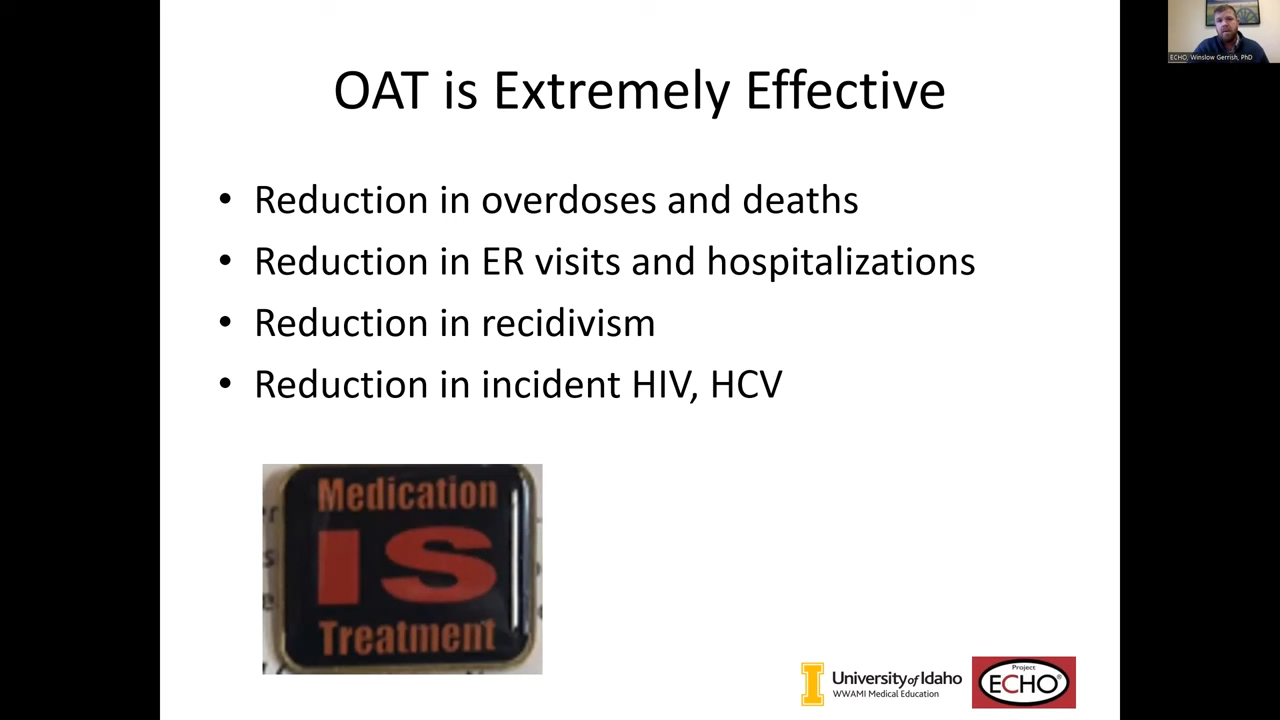 OAT is Extremely Effective
ECHO, Winslow Gerrish, PhD
• Reduction in overdoses and deaths
• Reduction in ER visits and hospitalizations
• Reduction in recidivism
• Reduction in incident HIV, HCV
Medication
IS
Treatment
University of Idaho
WWAMI Medical Education
Project
ECHO®